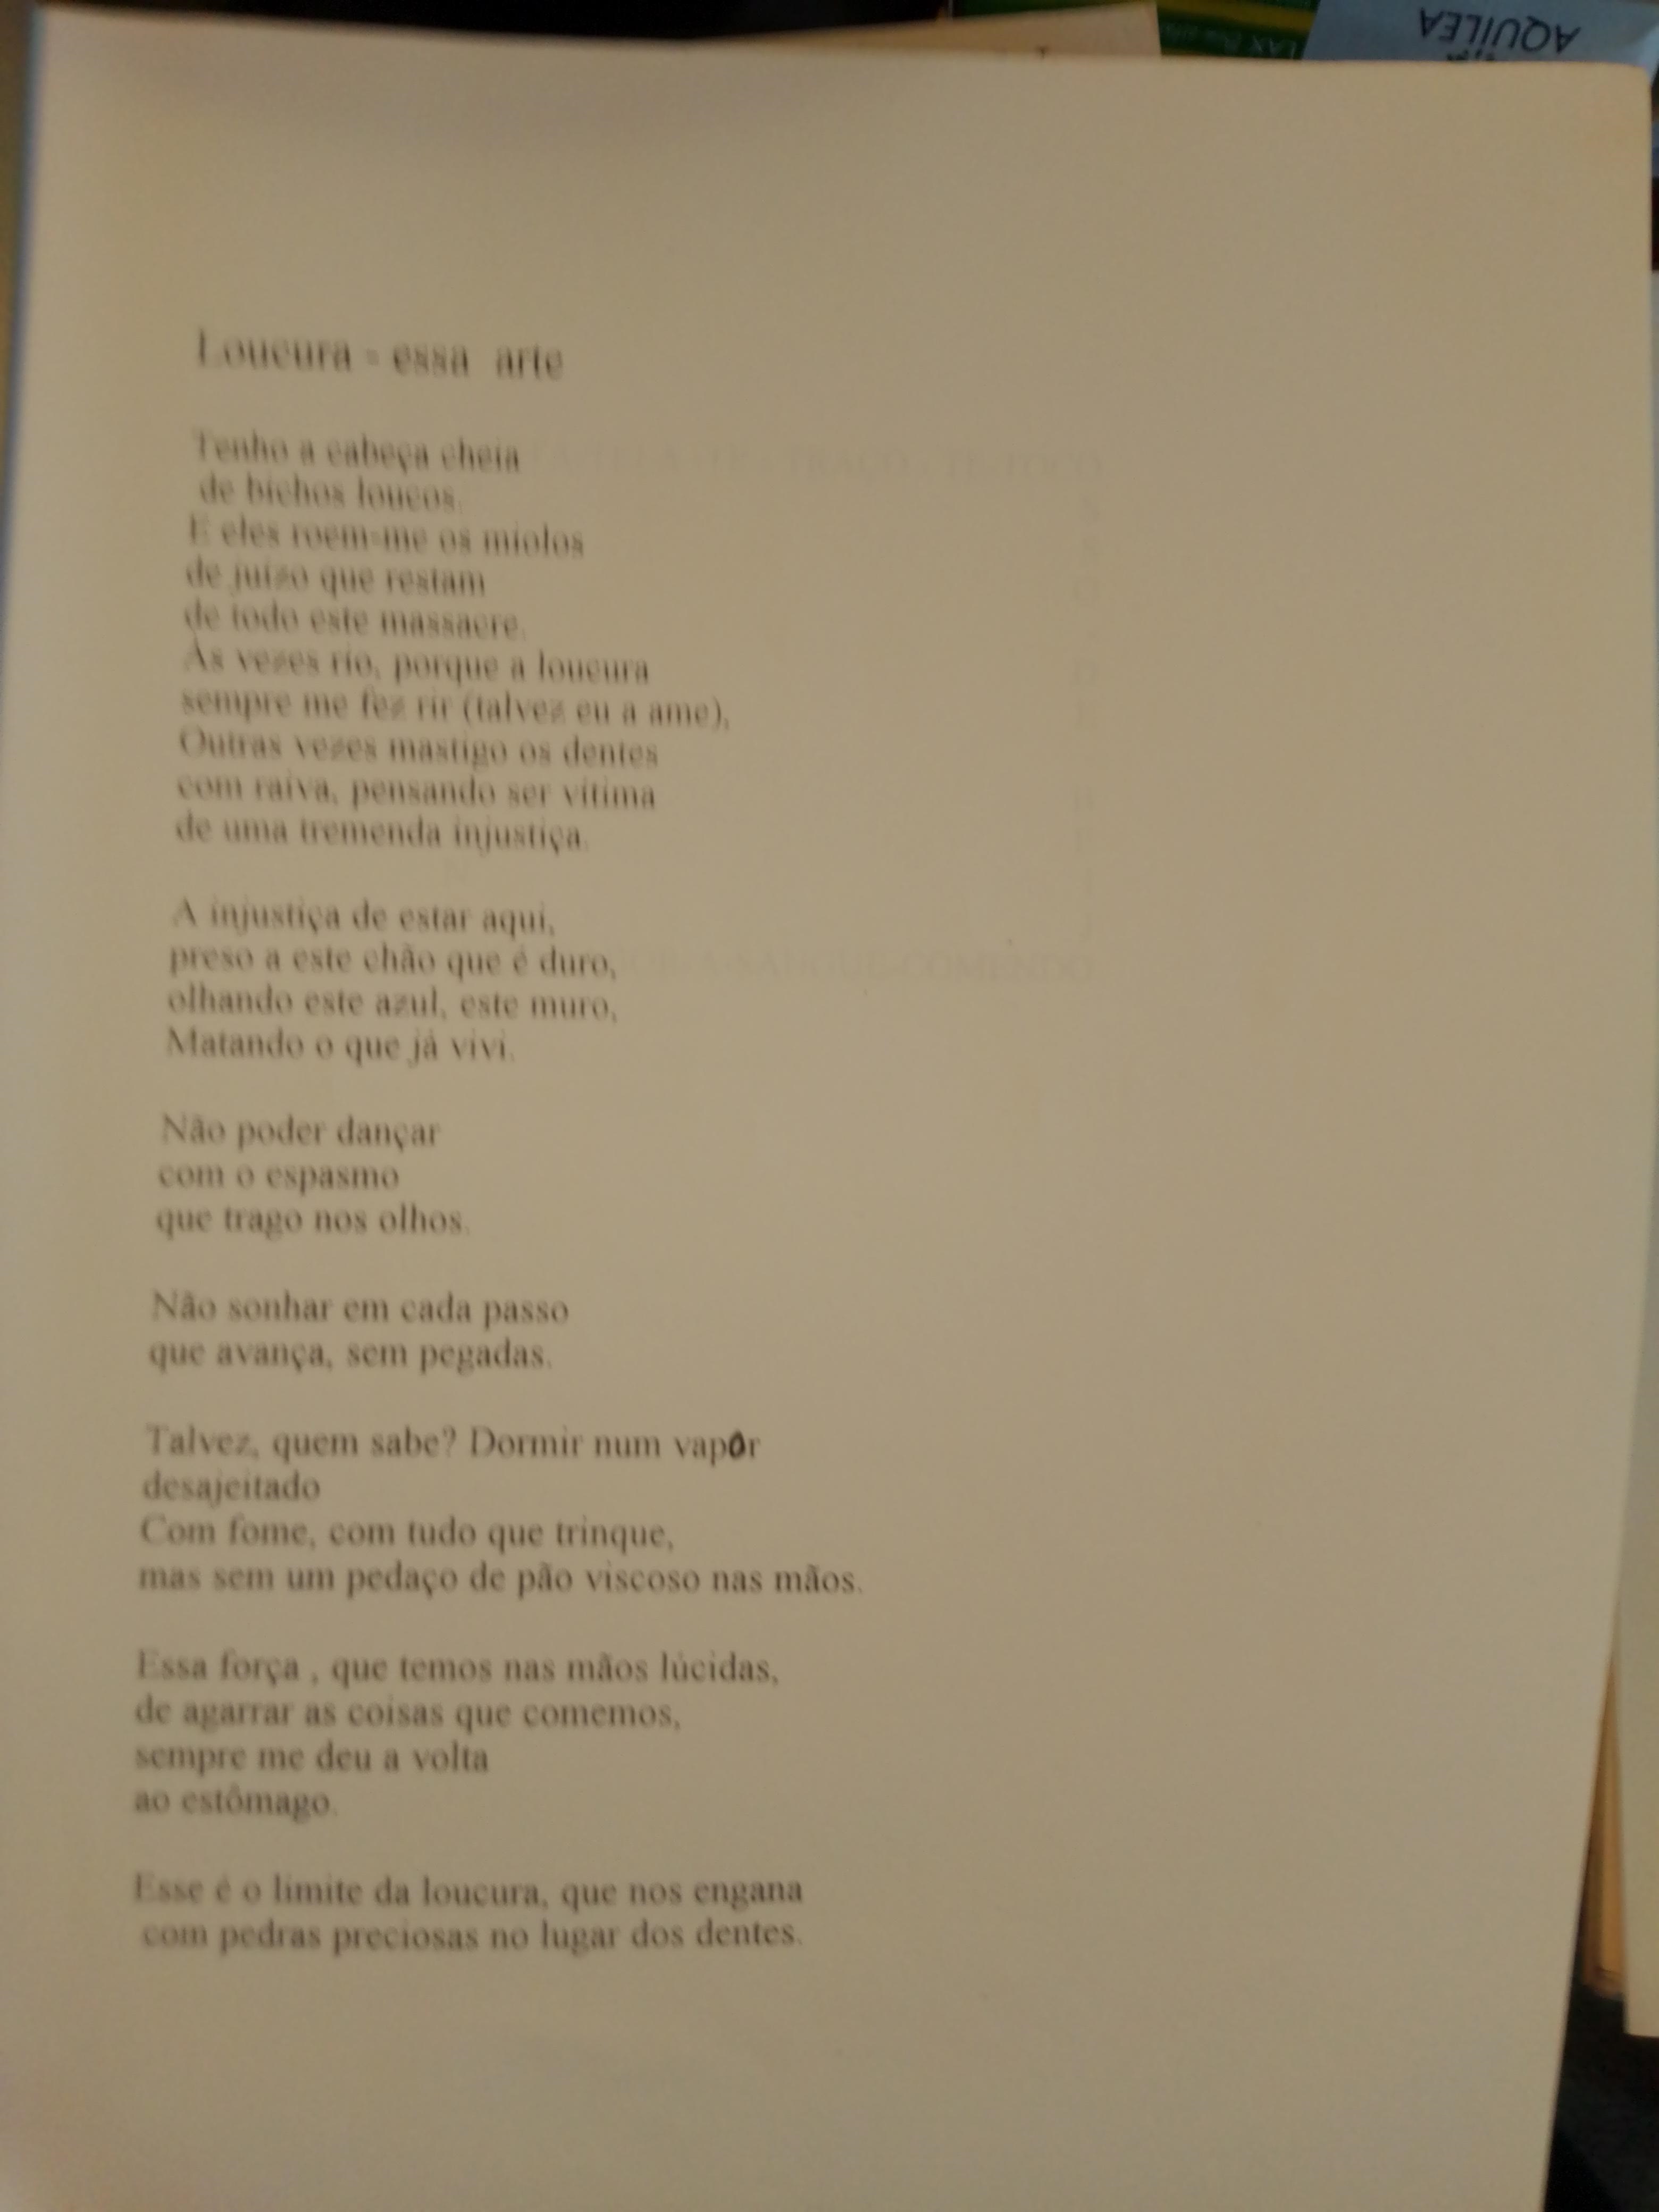 AQUILEA
Loucura - essa arte
Tenho a cabeça cheia
de bichos loucos.
E eles roem-me os miolos
de juízo que restam
de todo este massacre.
Às vezes rio, porque a loucura
sempre me fez rir (talvez eu a ame),
Outras vezes mastigo os dentes
com raiva, pensando ser vítima
de uma tremenda injustiça.
A injustiça de estar aqui,
preso a este chão que é duro,
olhando este azul, este muro,
Matando o que já vivi.
Não poder dançar
com o espasmo
que trago nos olhos.
Não sonhar em cada passo
que avança, sem pegadas.
Talvez, quem sabe? Dormir num vapor
desajeitado
Com fome, com tudo que trinque,
mas sem um pedaço de pão viscoso nas mãos.
Essa força , que temos nas mãos lúcidas,
de agarrar as coisas que comemos,
sempre me deu a volta
ao estômago.
Esse é o limite da loucura, que nos engana
com pedras preciosas no lugar dos dentes.